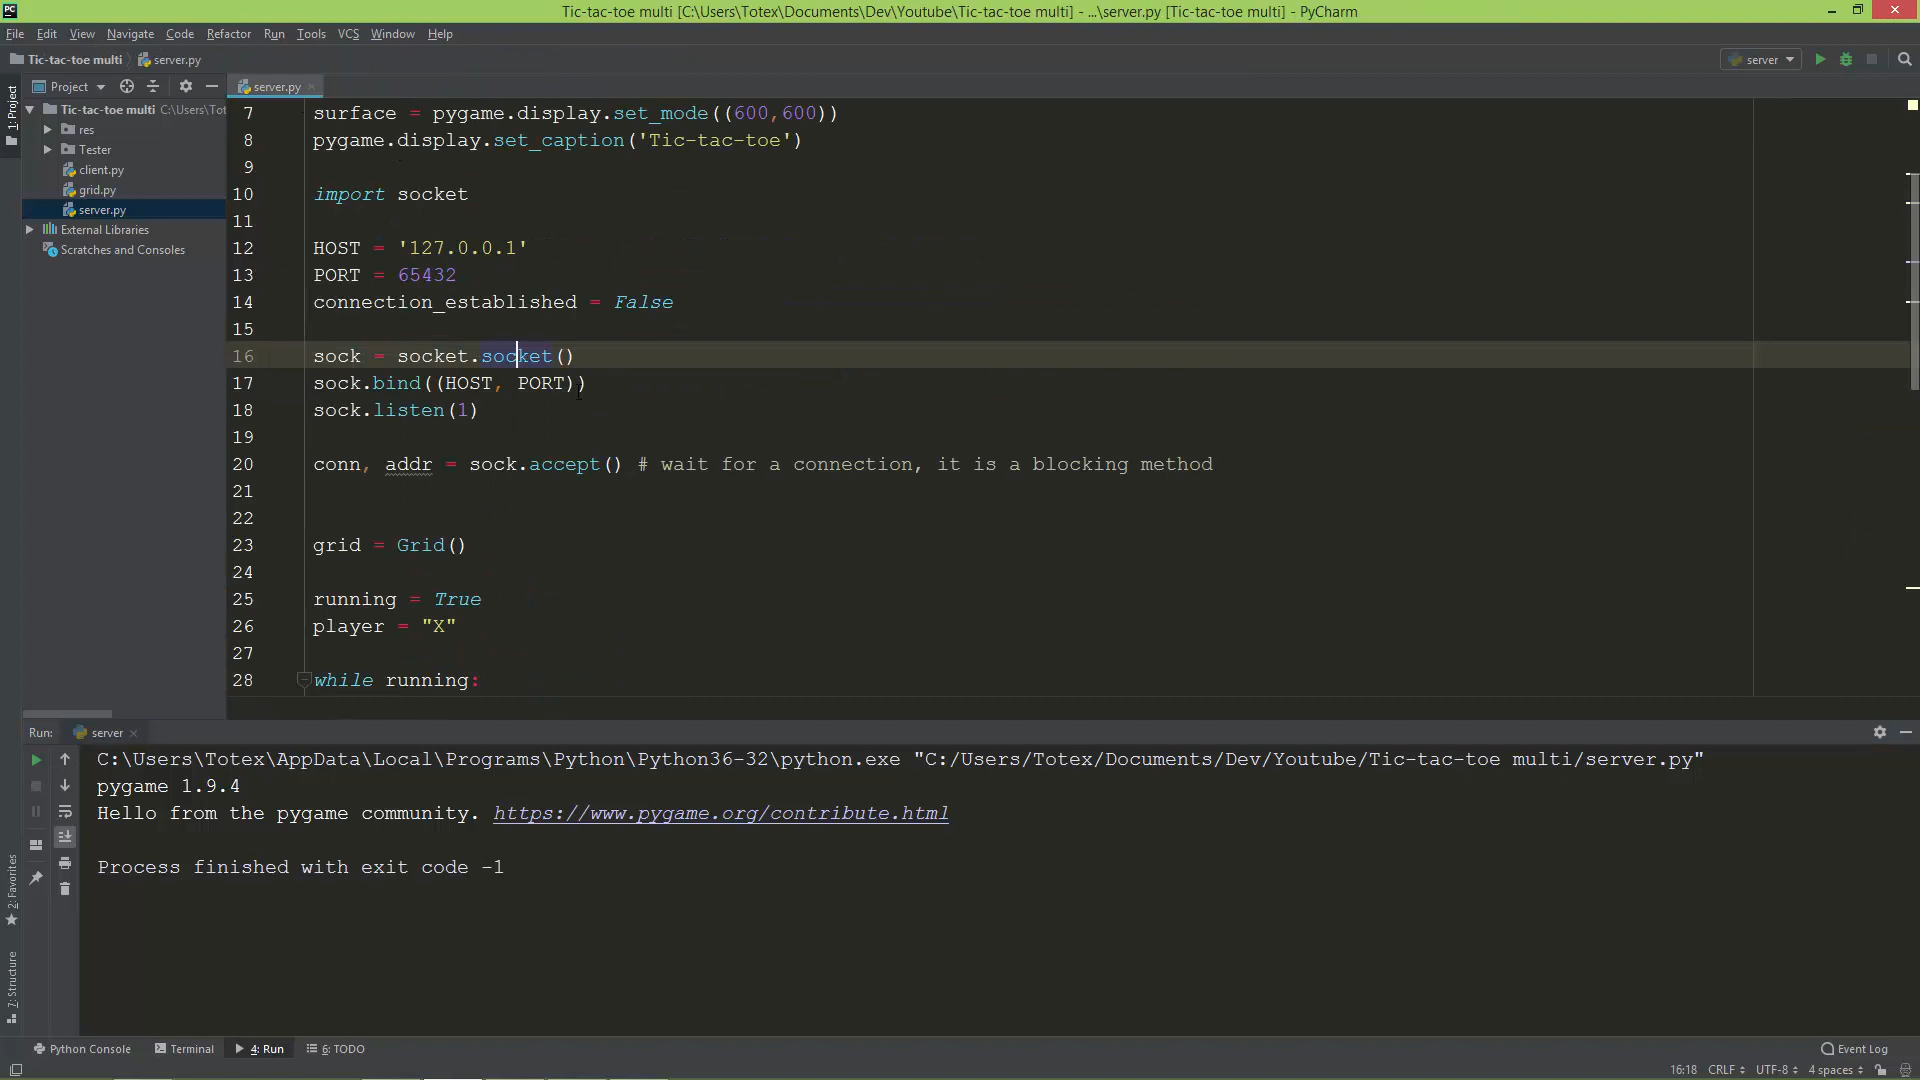 PC
Tic-tac-toe multi [C:\Users\Totex\Documents\Dev\Youtube\Tic-tac-toe multi] - ...\server.py [Tic-tac-toe multi] - PyCharm
File Edit View Navigate Code Refactor Run Tools VCS Window Help
Tic-tac-toe multi server.py
server
Project
server.py
1: Project
Tic-tac-toe multi C:\Users\Tot
res
Tester
client.py
grid.py
server.py
External Libraries
Scratches and Consoles
7 surface = pygame.display.set_mode((600,600))
8 pygame.display.set_caption('Tic-tac-toe')
9
10 import socket
11
12 HOST = '127.0.0.1'
13 PORT = 65432
14 connection_established = False
15
16 sock = socket.socket()
17 sock.bind((HOST, PORT))
18 sock.listen(1)
19
20 conn, addr = sock.accept() # wait for a connection, it is a blocking method
21
22
23 grid = Grid()
24
25 running = True
26 player = "X"
27
28 while running:
Run: server
C:\Users\Totex\AppData\Local\Programs\Python\Python36-32\python.exe "C:/Users/Totex/Documents/Dev/Youtube/Tic-tac-toe multi/server.py"
pygame 1.9.4
Hello from the pygame community. https://www.pygame.org/contribute.html
Process finished with exit code -1
2: Favorites
7: Structure
Python Console Terminal 4: Run 6: TODO
Event Log
16:18 CRLF UTF-8 4 spaces